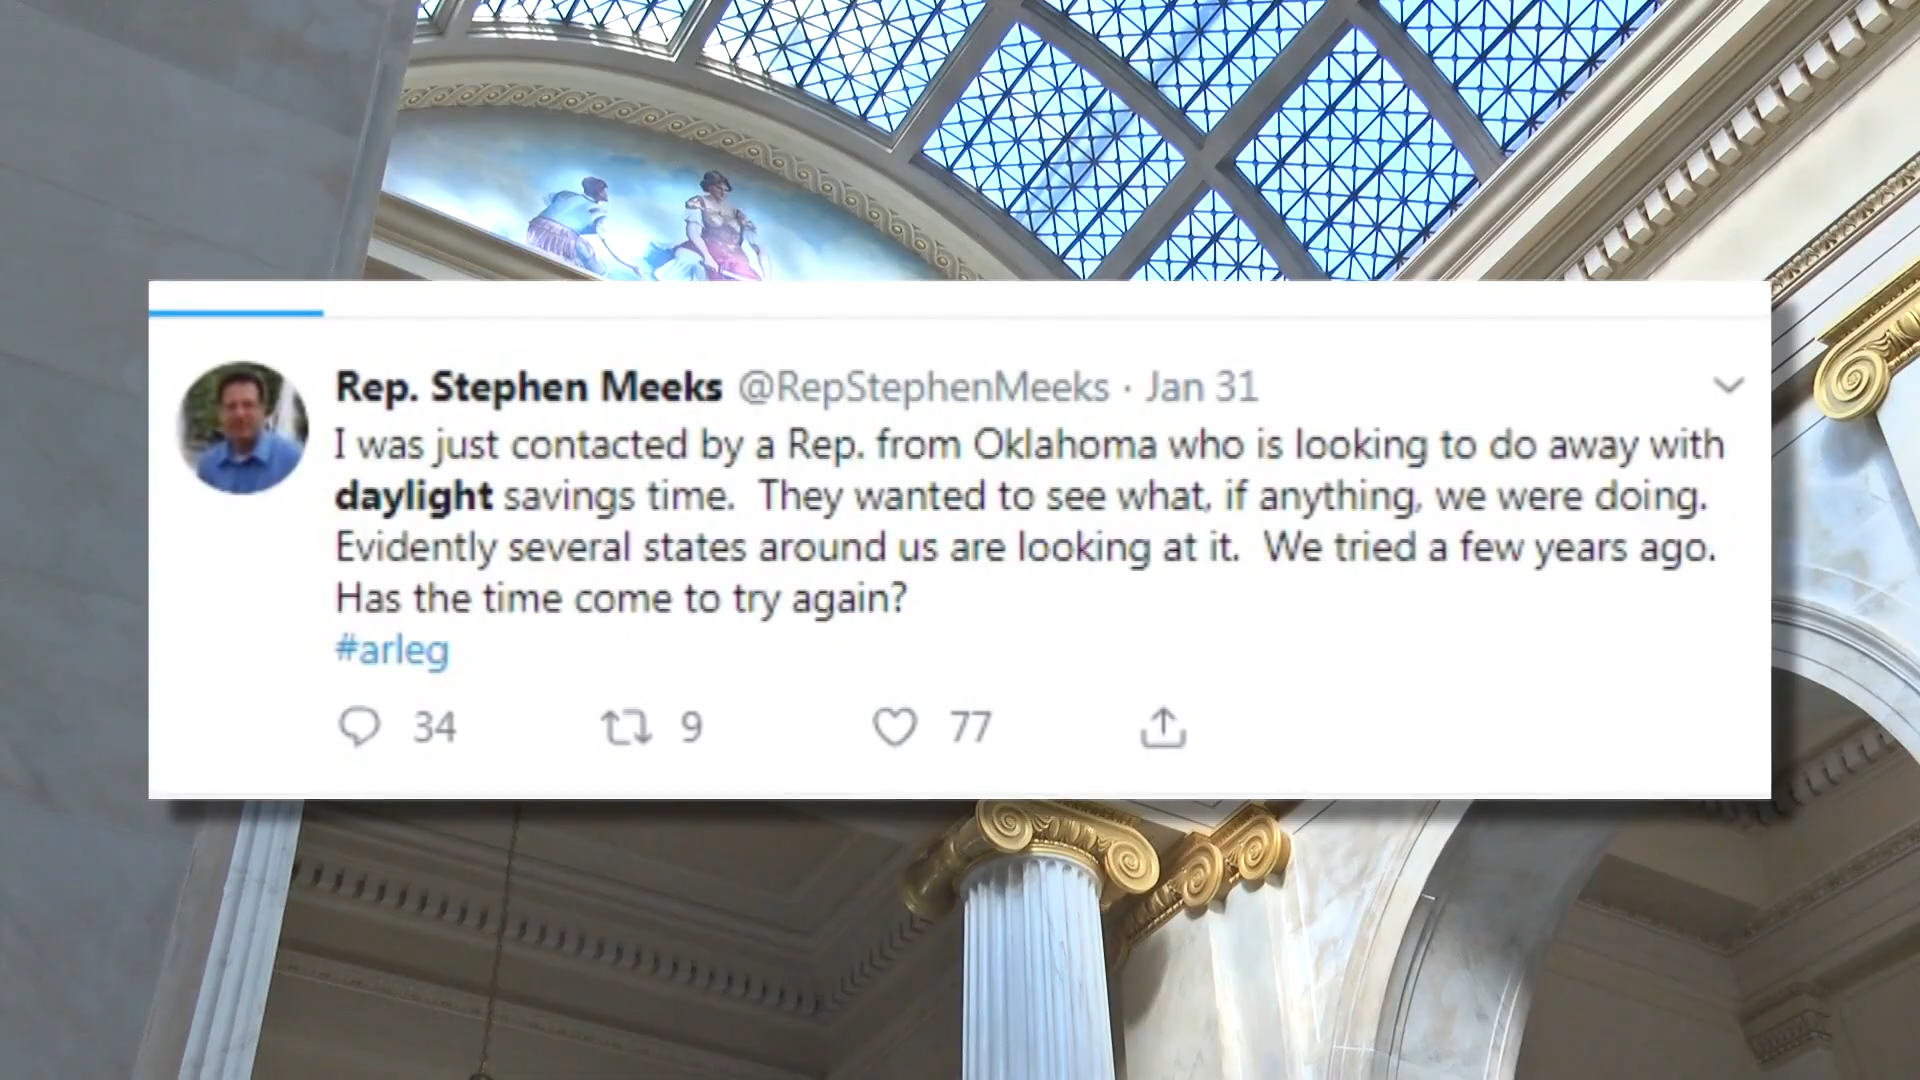 Rep. Stephen Meeks @RepStephenMeeks · Jan 31
I was just contacted by a Rep. from Oklahoma who is looking to do away with
daylight savings time.  They wanted to see what, if anything, we were doing.
Evidently several states around us are looking at it.  We tried a few years ago.
Has the time come to try again?
#arleg
34 9 77